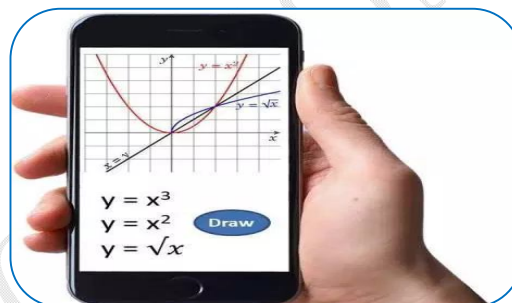 y
y = x²
y = √x
x
y = x
y = x³
y = x²
Draw
y = √x